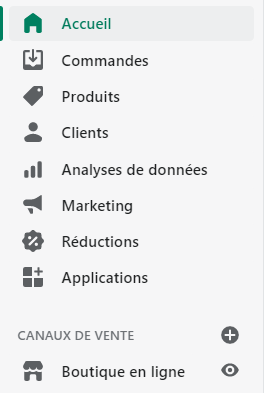 Accueil
Commandes
Produits
Clients
Analyses de données
Marketing
Réductions
Applications
CANAUX DE VENTE
Boutique en ligne